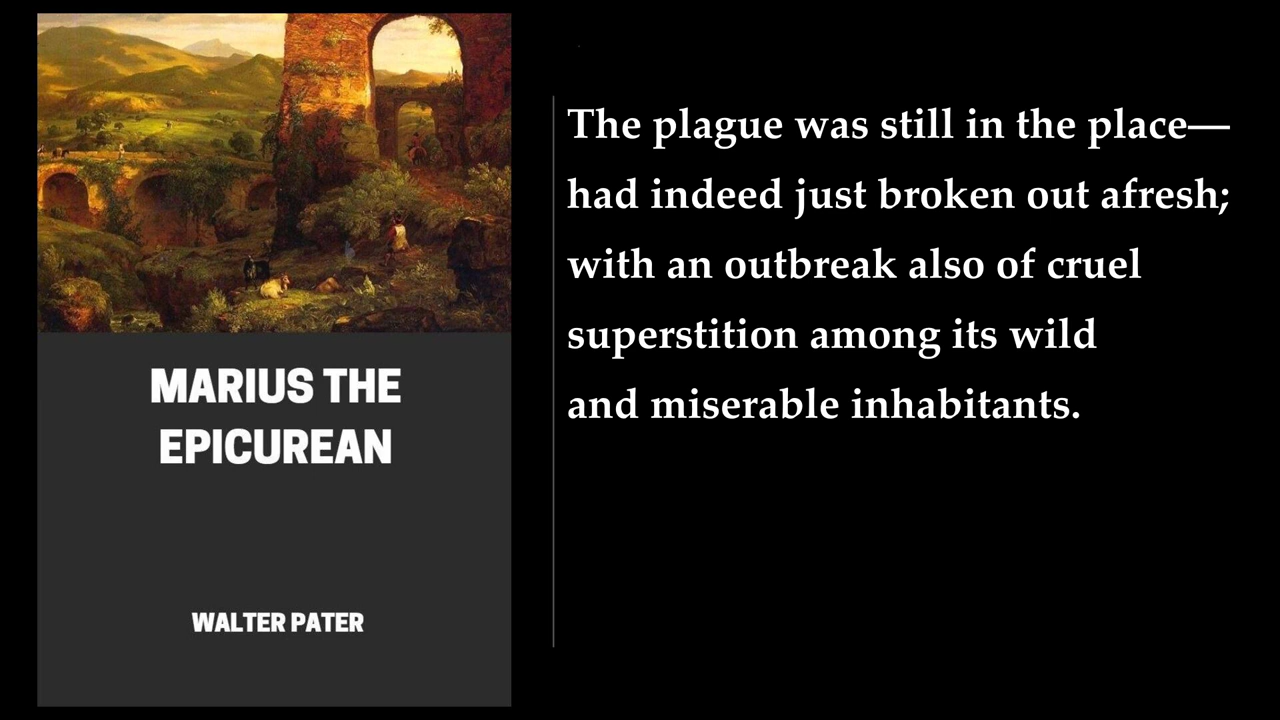 MARIUS THE
EPICUREAN
WALTER PATER
The plague was still in the place—
had indeed just broken out afresh;
with an outbreak also of cruel
superstition among its wild
and miserable inhabitants.